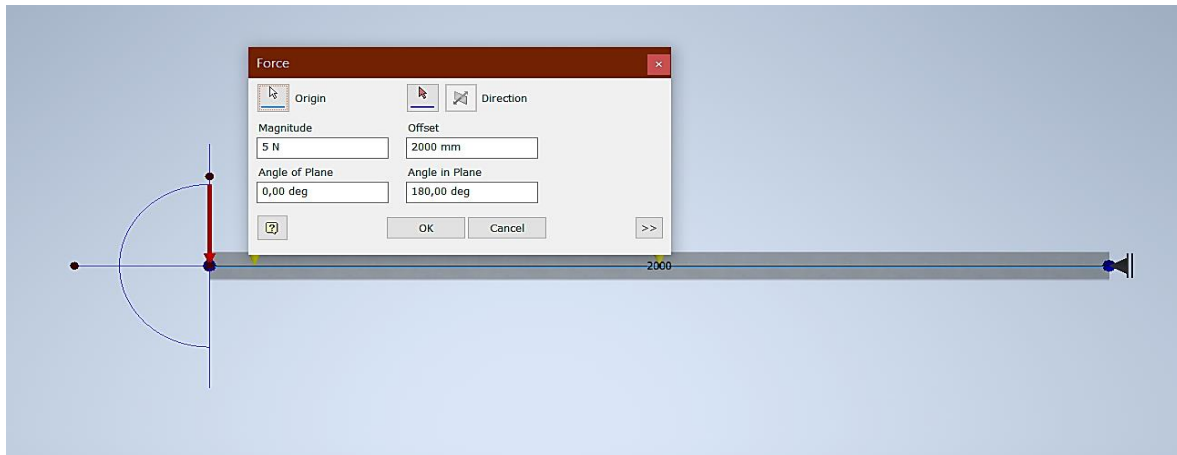 Force
Origin
Direction
Magnitude
Offset
5 N
2000 mm
Angle of Plane
Angle in Plane
0,00 deg
180,00 deg
OK
Cancel
>>
2000